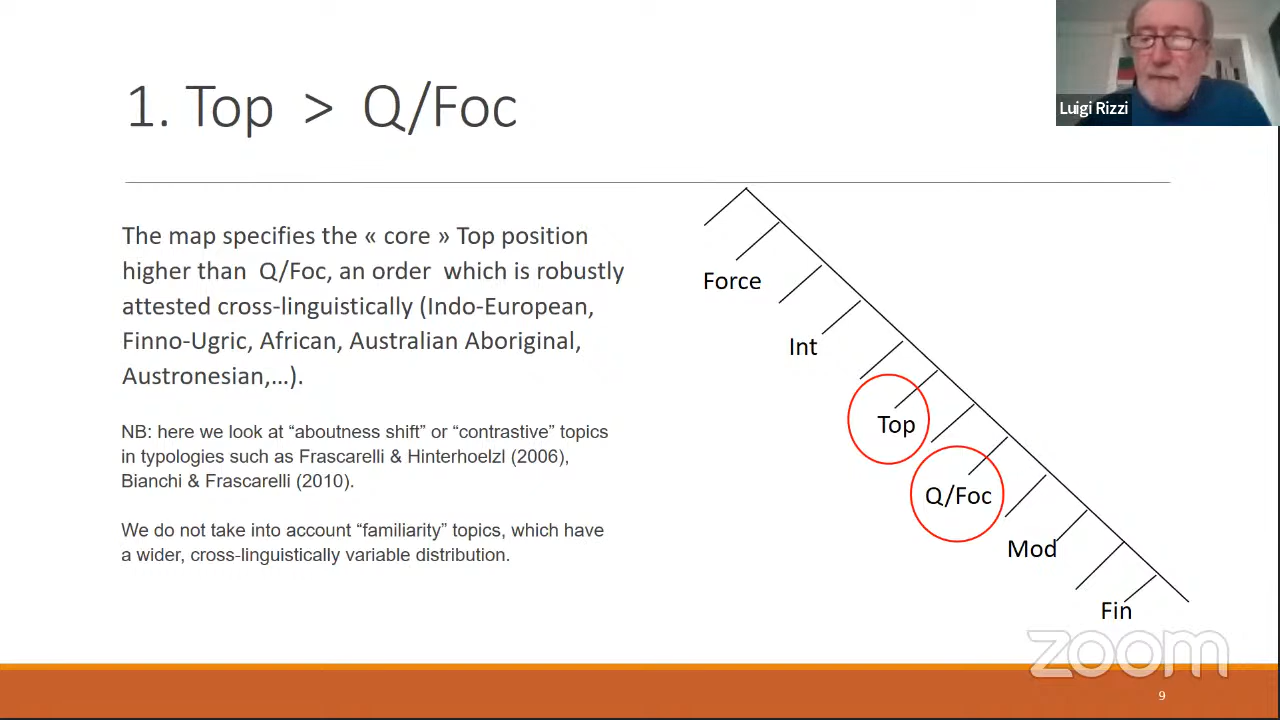 1. Top > Q/Foc
Luigi Rizzi
The map specifies the « core » Top position
higher than Q/Foc, an order which is robustly
attested cross-linguistically (Indo-European,
Finno-Ugric, African, Australian Aboriginal,
Austronesian,...).
NB: here we look at “aboutness shift” or “contrastive” topics
in typologies such as Frascarelli & Hinterhoelzl (2006),
Bianchi & Frascarelli (2010).
We do not take into account “familiarity” topics, which have
a wider, cross-linguistically variable distribution.
Force
Int
Top
Q/Foc
Mod
Fin
zoom
9